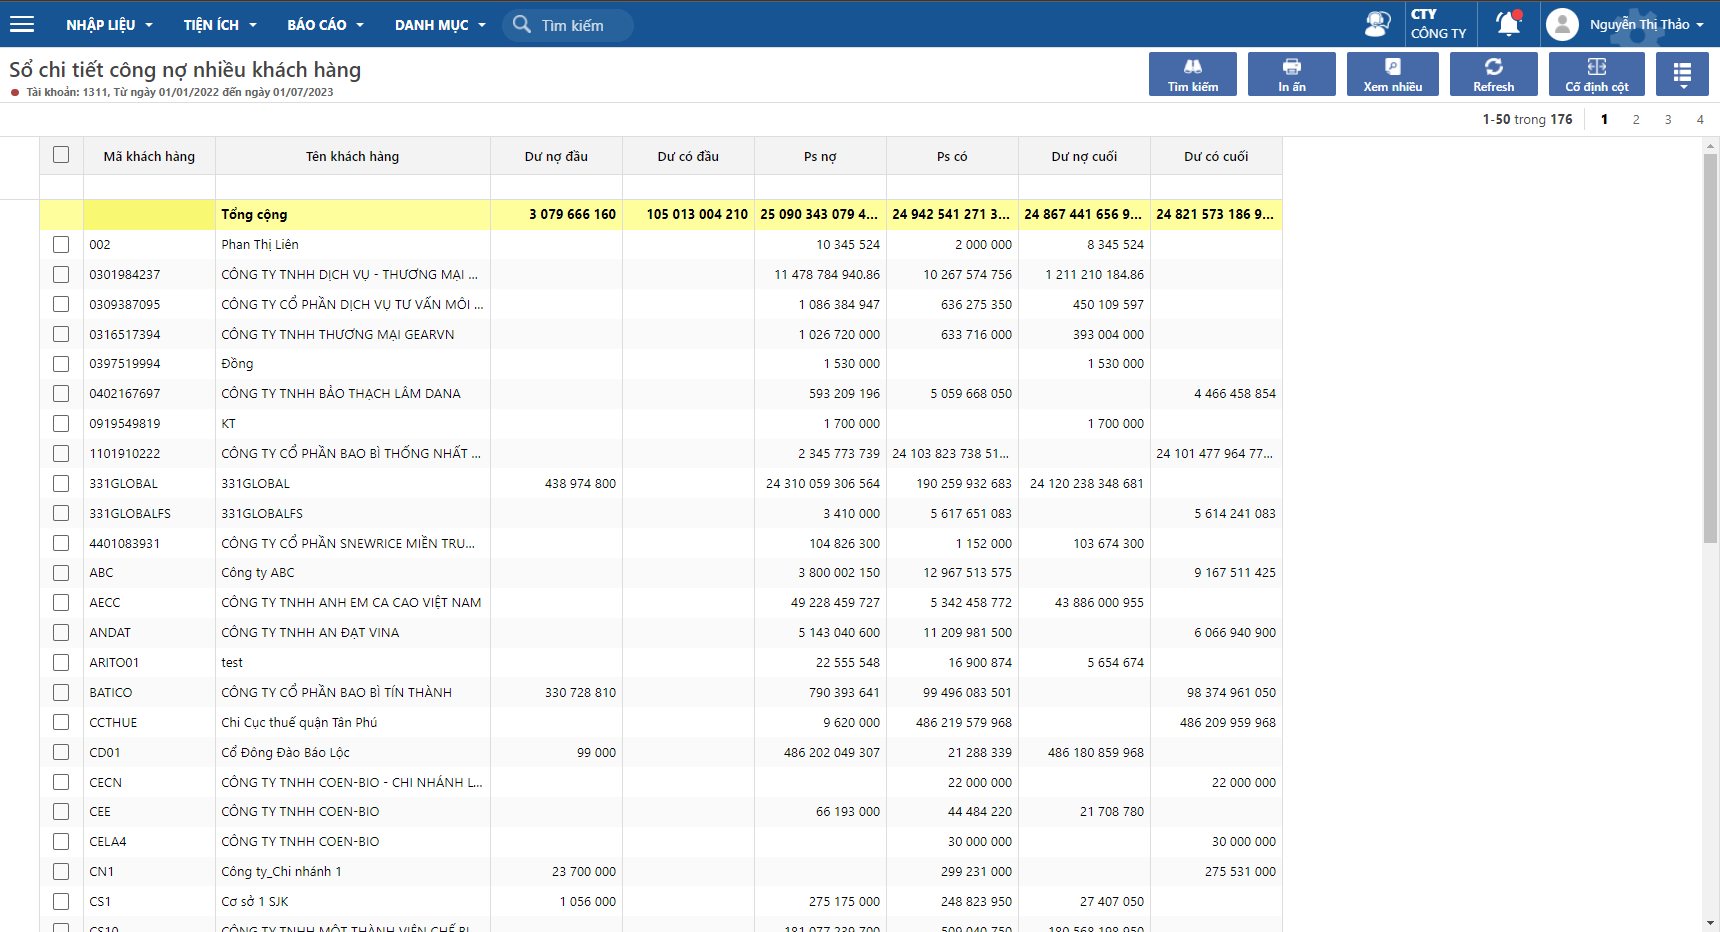 NHẬP LIỆU TIỆN ÍCH BÁO CÁO DANH MỤC Tìm kiếm CTY CÔNG TY Nguyễn Thị Thảo
Sổ chi tiết công nợ nhiều khách hàng
Tài khoản: 1311, Từ ngày 01/01/2022 đến ngày 01/07/2023
Tìm kiếm In ấn Xem nhiều Refresh Cố định cột
1-50 trong 176 1 2 3 4
Mã khách hàng Tên khách hàng Dư nợ đầu Dư có đầu Ps nợ Ps có Dư nợ cuối Dư có cuối
Tổng cộng 3 079 666 160 105 013 004 210 25 090 343 079 4... 24 942 541 271 3... 24 867 441 656 9... 24 821 573 186 9...
002 Phan Thị Liên 10 345 524 2 000 000 8 345 524
0301984237 CÔNG TY TNHH DỊCH VỤ - THƯƠNG MẠI ... 11 478 784 940.86 10 267 574 756 1 211 210 184.86
0309387095 CÔNG TY CỔ PHẦN DỊCH VỤ TƯ VẤN MÔI ... 1 086 384 947 636 275 350 450 109 597
0316517394 CÔNG TY TNHH THƯƠNG MẠI GEARVN 1 026 720 000 633 716 000 393 004 000
0397519994 Đồng 1 530 000 1 530 000
0402167697 CÔNG TY TNHH BẢO THẠCH LÂM DANA 593 209 196 5 059 668 050 4 466 458 854
0919549819 KT 1 700 000 1 700 000
1101910222 CÔNG TY CỔ PHẦN BAO BÌ THỐNG NHẤT ... 2 345 773 739 24 103 823 738 51... 24 101 477 964 77...
331GLOBAL 331GLOBAL 438 974 800 24 310 059 306 564 190 259 932 683 24 120 238 348 681
331GLOBALFS 331GLOBALFS 3 410 000 5 617 651 083 5 614 241 083
4401083931 CÔNG TY CỔ PHẦN SNEWRICE MIỀN TRU... 104 826 300 1 152 000 103 674 300
ABC Công ty ABC 3 800 002 150 12 967 513 575 9 167 511 425
AECC CÔNG TY TNHH ANH EM CA CAO VIỆT NAM 49 228 459 727 5 342 458 772 43 886 000 955
ANDAT CÔNG TY TNHH AN ĐẠT VINA 5 143 040 600 11 209 981 500 6 066 940 900
ARITO01 test 22 555 548 16 900 874 5 654 674
BATICO CÔNG TY CỔ PHẦN BAO BÌ TÍN THÀNH 330 728 810 790 393 641 99 496 083 501 98 374 961 050
CCTHUE Chi Cục thuế quận Tân Phú 9 620 000 486 219 579 968 486 209 959 968
CD01 Cổ Đông Đào Báo Lộc 99 000 486 202 049 307 21 288 339 486 180 859 968
CECN CÔNG TY TNHH COEN-BIO - CHI NHÁNH L... 22 000 000 22 000 000
CEE CÔNG TY TNHH COEN-BIO 66 193 000 44 484 220 21 708 780
CELA4 CÔNG TY TNHH COEN-BIO 30 000 000 30 000 000
CN1 Công ty_Chi nhánh 1 23 700 000 299 231 000 275 531 000
CS1 Cơ sở 1 SJK 1 056 000 275 175 000 248 823 950 27 407 050
CS10 CÔNG TY TNHH MỘT THÀNH VIÊN CHẾ BI... 181 077 239 700 509 040 750 180 568 198 950